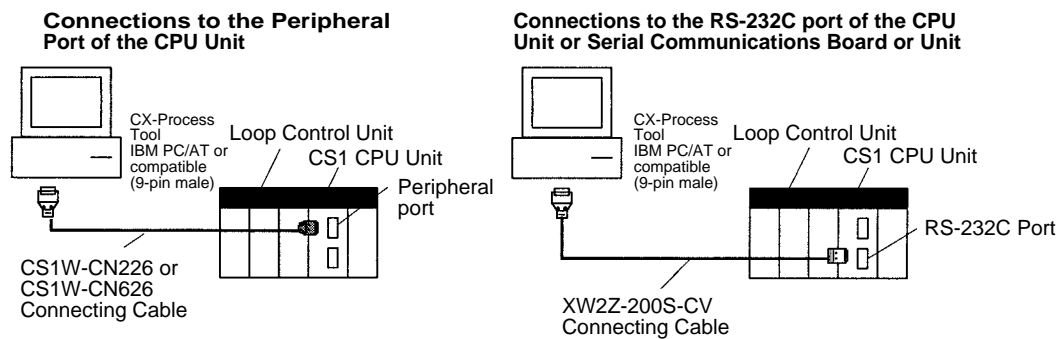 Connections to the Peripheral
Port of the CPU Unit
CX-Process
Tool
IBM PC/AT or
compatible
(9-pin male)
Loop Control Unit
CS1 CPU Unit
Peripheral
port
CS1W-CN226 or
CS1W-CN626
Connecting Cable
Connections to the RS-232C port of the CPU
Unit or Serial Communications Board or Unit
CX-Process
Tool
IBM PC/AT or
compatible
(9-pin male)
Loop Control Unit
CS1 CPU Unit
RS-232C Port
XW2Z-200S-CV
Connecting Cable